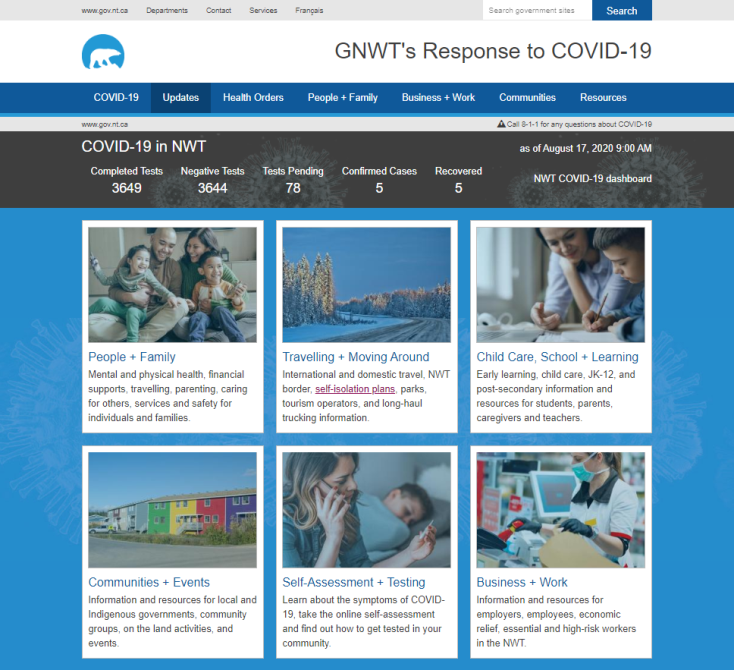 www.gov.nt.ca Departments Contact Services Français Search government sites Search
GNWT's Response to COVID-19
COVID-19 Updates Health Orders People + Family Business + Work Communities Resources
www.gov.nt.ca Call 8-1-1 for any questions about COVID-19
COVID-19 in NWT as of August 17, 2020 9:00 AM
Completed Tests Negative Tests Tests Pending Confirmed Cases Recovered
3649 3644 78 5 5
NWT COVID-19 dashboard
People + Family
Mental and physical health, financial
supports, travelling, parenting, caring
for others, services and safety for
individuals and families.
Travelling + Moving Around
International and domestic travel, NWT
border, self-isolation plans, parks,
tourism operators, and long-haul
trucking information.
Child Care, School + Learning
Early learning, child care, JK-12, and
post-secondary information and
resources for students, parents,
caregivers and teachers.
Communities + Events
Information and resources for local and
Indigenous governments, community
groups, on the land activities, and
events.
Self-Assessment + Testing
Learn about the symptoms of COVID-
19, take the online self-assessment
and find out how to get tested in your
community.
Business + Work
Information and resources for
employers, employees, economic
relief, essential and high-risk workers
in the NWT.